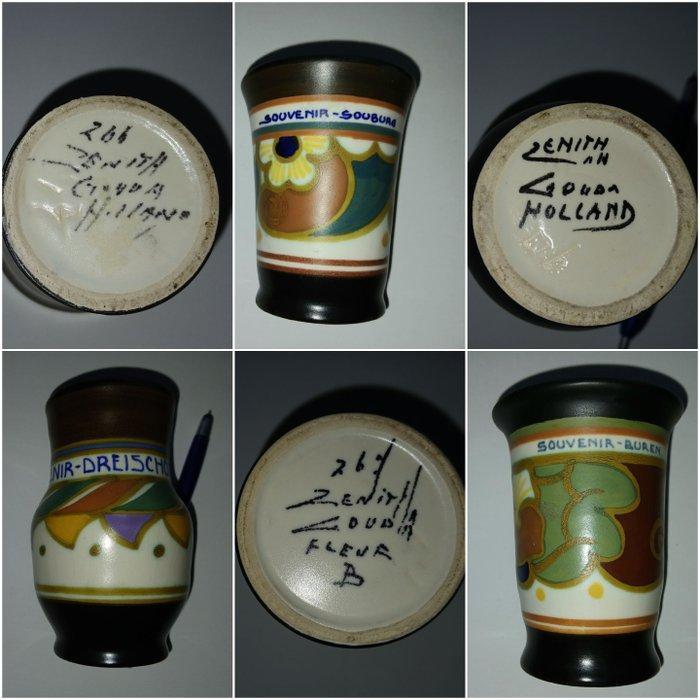 266
ZENITH
GOUDA
HOLLAND
SOUVENIR-SOUBURG
ZENITH
AH
GOUDA
HOLLAND
NIR-DREISCHO
267
ZENITH
GOUDA
FLEUR
B
SOUVENIR-BUREN